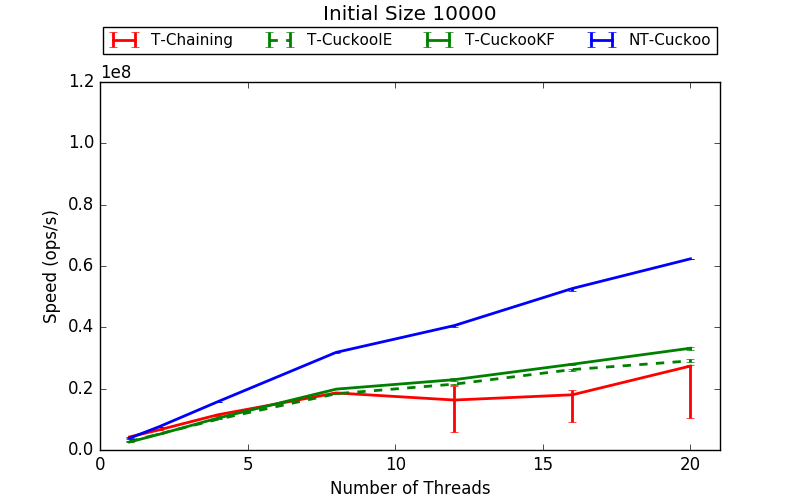 Initial Size 10000
T-Chaining T-CuckooIE T-CuckooKF NT-Cuckoo
1e8
1.2
1.0
0.8
0.6
0.4
0.2
0.0
Speed (ops/s)
0 5 10 15 20
Number of Threads